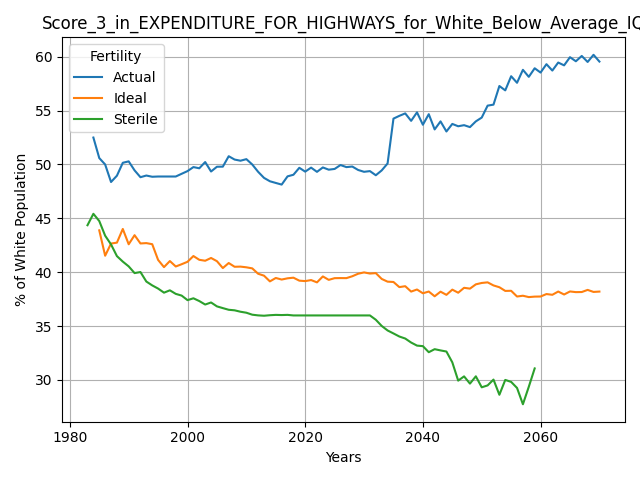 Score_3_in_EXPENDITURE_FOR_HIGHWAYS_for_White_Below_Average_IQ
Fertility
Actual
Ideal
Sterile
% of White Population
60
55
50
45
40
35
30
1980
2000
2020
2040
2060
Years